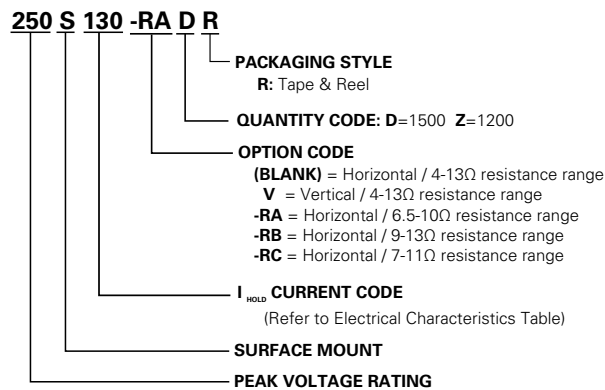 250 S 130 -RA D R
PACKAGING STYLE
R: Tape & Reel
QUANTITY CODE: D=1500 Z=1200
OPTION CODE
(BLANK) = Horizontal / 4-13Ω resistance range
V = Vertical / 4-13Ω resistance range
-RA = Horizontal / 6.5-10Ω resistance range
-RB = Horizontal / 9-13Ω resistance range
-RC = Horizontal / 7-11Ω resistance range
I HOLD CURRENT CODE
(Refer to Electrical Characteristics Table)
SURFACE MOUNT
PEAK VOLTAGE RATING